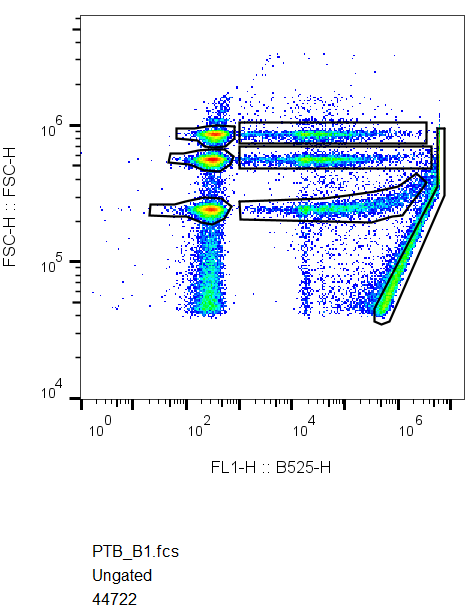 FSC-H :: FSC-H
10^6
10^5
10^4
10^0
10^2
10^4
10^6
FL1-H :: B525-H
PTB_B1.fcs
Ungated
44722